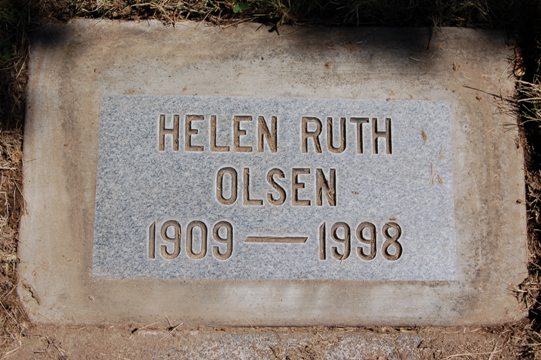 HELEN RUTH
OLSEN
1909 — 1998